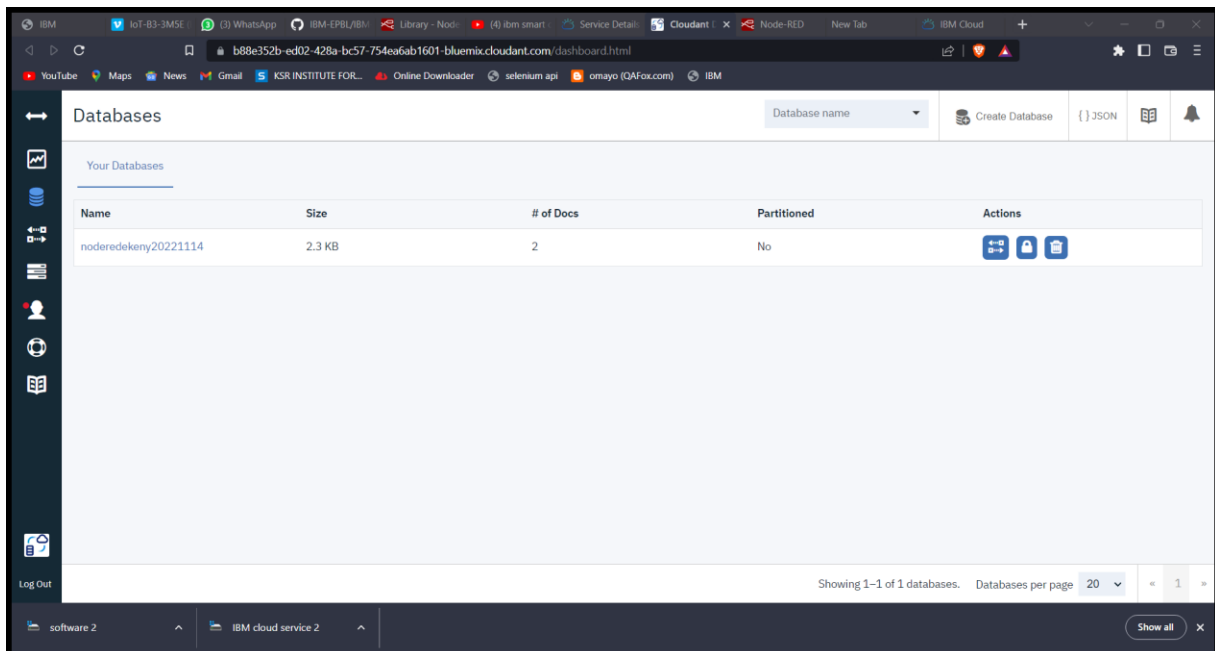 IBM
IoT-B3-3M5E (
(3) WhatsApp
IBM-EPBL/IBM
Library - Node-
(4) ibm smart c
Service Details
Cloudant D
Node-RED
New Tab
IBM Cloud
b88e352b-ed02-428a-bc57-754ea6ab1601-bluemix.cloudant.com/dashboard.html
YouTube
Maps
News
Gmail
KSR INSTITUTE FOR...
Online Downloader
selenium api
omayo (QAFox.com)
IBM
Databases
Database name
Create Database
{ } JSON
Your Databases
Name Size # of Docs Partitioned Actions
noderedekeny20221114 2.3 KB 2 No
Log Out
Showing 1–1 of 1 databases. Databases per page 20 « 1 »
software 2
IBM cloud service 2
Show all